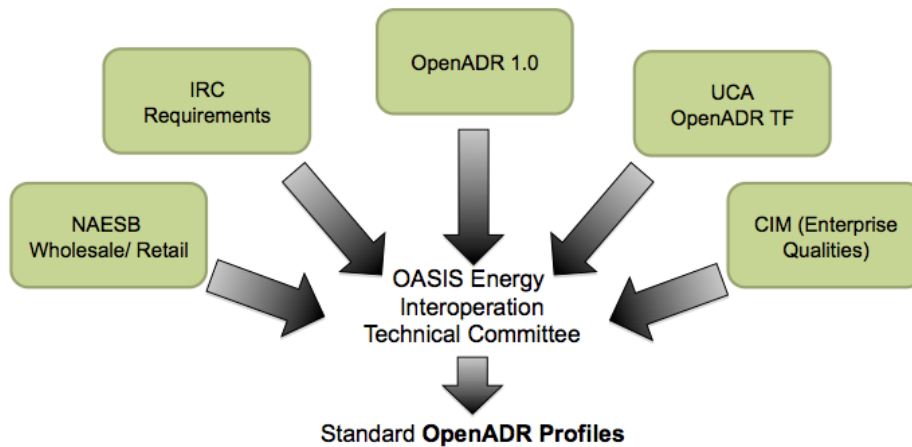 OpenADR 1.0
IRC
Requirements
UCA
OpenADR TF
NAESB
Wholesale/ Retail
CIM (Enterprise
Qualities)
OASIS Energy
Interoperation
Technical Committee
Standard OpenADR Profiles